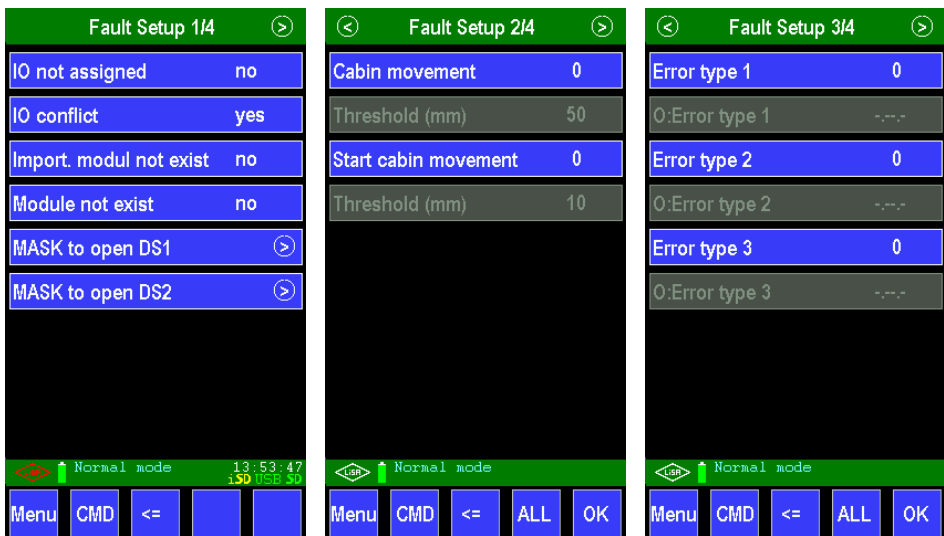 Fault Setup 1/4 >
IO not assigned no
IO conflict yes
Import. modul not exist no
Module not exist no
MASK to open DS1 >
MASK to open DS2 >
Normal mode 13:53:47
iSD USB SD
Menu CMD <=
< Fault Setup 2/4 >
Cabin movement 0
Threshold (mm) 50
Start cabin movement 0
Threshold (mm) 10
LiSA Normal mode
Menu CMD <= ALL OK
< Fault Setup 3/4 >
Error type 1 0
O:Error type 1 -.--.-
Error type 2 0
O:Error type 2 -.--.-
Error type 3 0
O:Error type 3 -.--.-
LiSA Normal mode
Menu CMD <= ALL OK